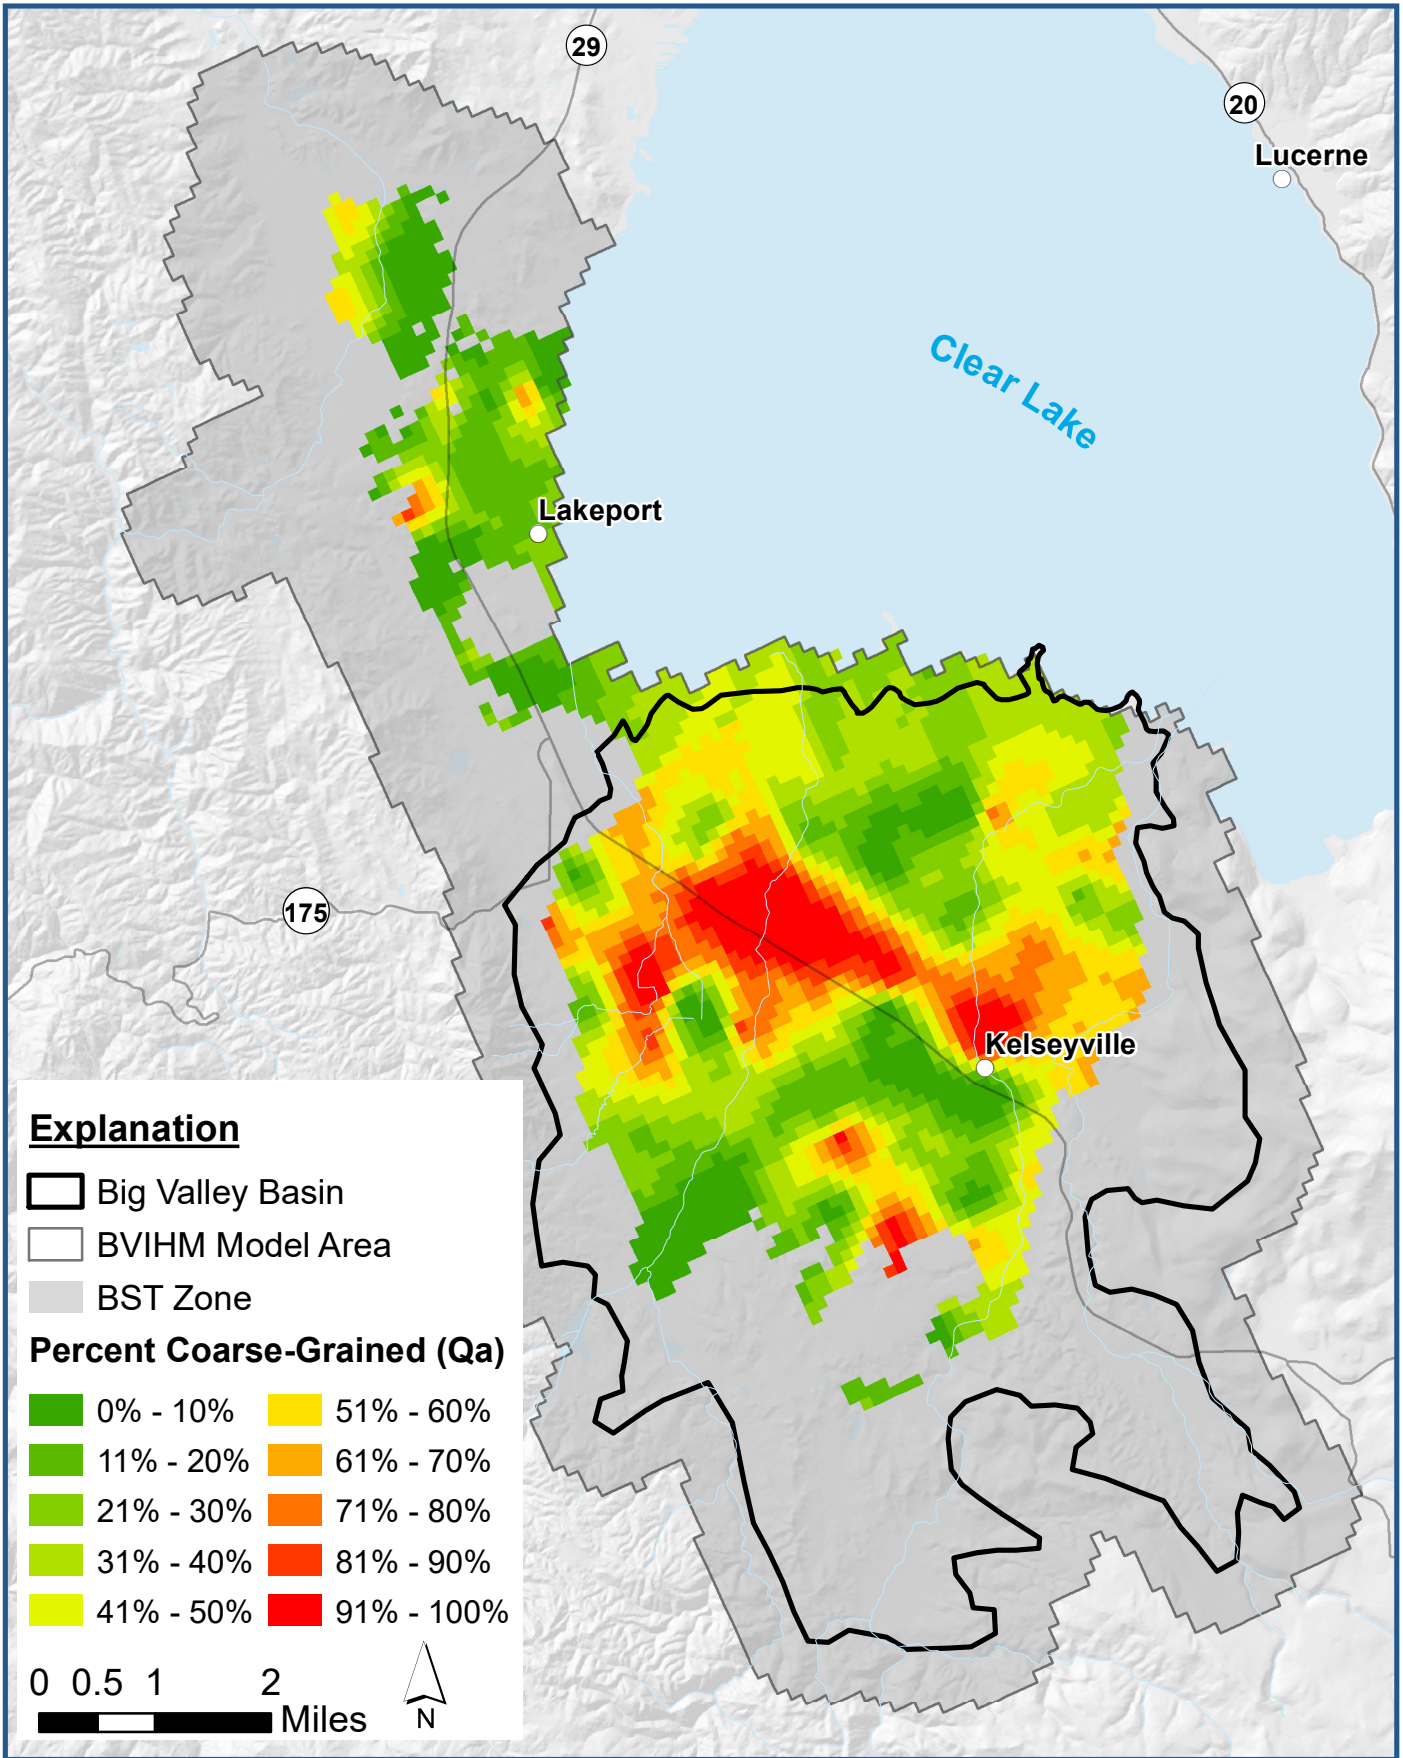 29
20
Lucerne
Clear Lake
Lakeport
175
Kelseyville
Explanation
Big Valley Basin
BVIHM Model Area
BST Zone
Percent Coarse-Grained (Qa)
0% - 10% 51% - 60%
11% - 20% 61% - 70%
21% - 30% 71% - 80%
31% - 40% 81% - 90%
41% - 50% 91% - 100%
0 0.5 1 2
Miles
N